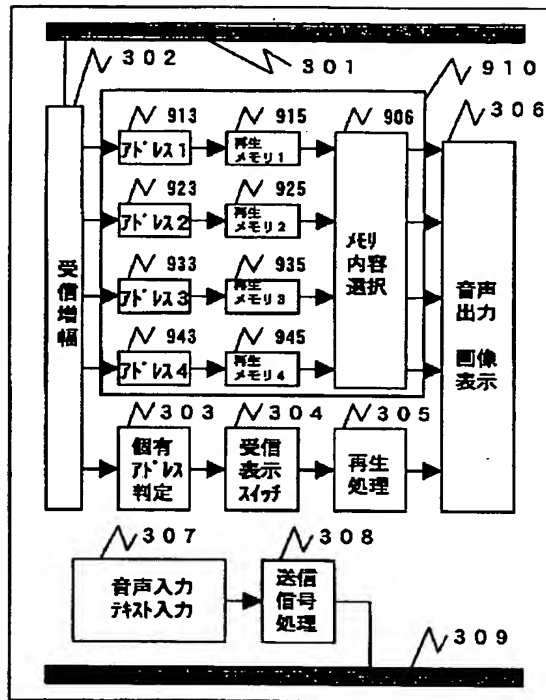 302
301
910
306
913
915
906
アドレス1
再生
メモリ1
923
925
アドレス2
再生
メモリ2
933
935
アドレス3
再生
メモリ3
943
945
アドレス4
再生
メモリ4
受信増幅
メモリ
内容
選択
音声
出力
画像
表示
303
304
305
個有
アドレス
判定
受信
表示
スイッチ
再生
処理
307
308
音声入力
テキスト入力
送信
信号
処理
309